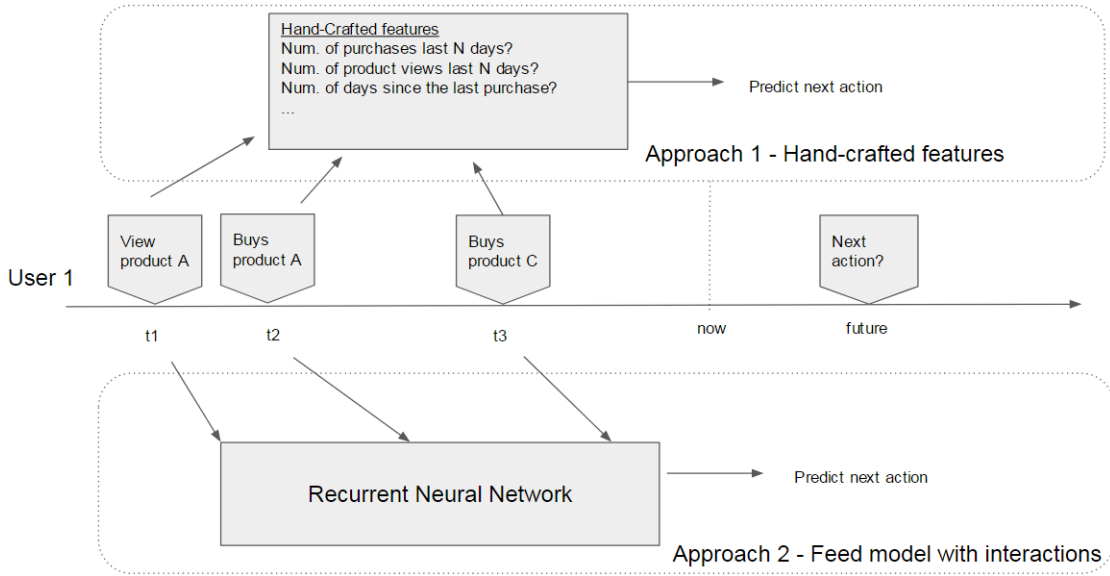 Hand-Crafted features
Num. of purchases last N days?
Num. of product views last N days?
Num. of days since the last purchase?
...
Predict next action
Approach 1 - Hand-crafted features
View
product A
Buys
product A
Buys
product C
Next
action?
User 1
t1
t2
t3
now
future
Recurrent Neural Network
Predict next action
Approach 2 - Feed model with interactions